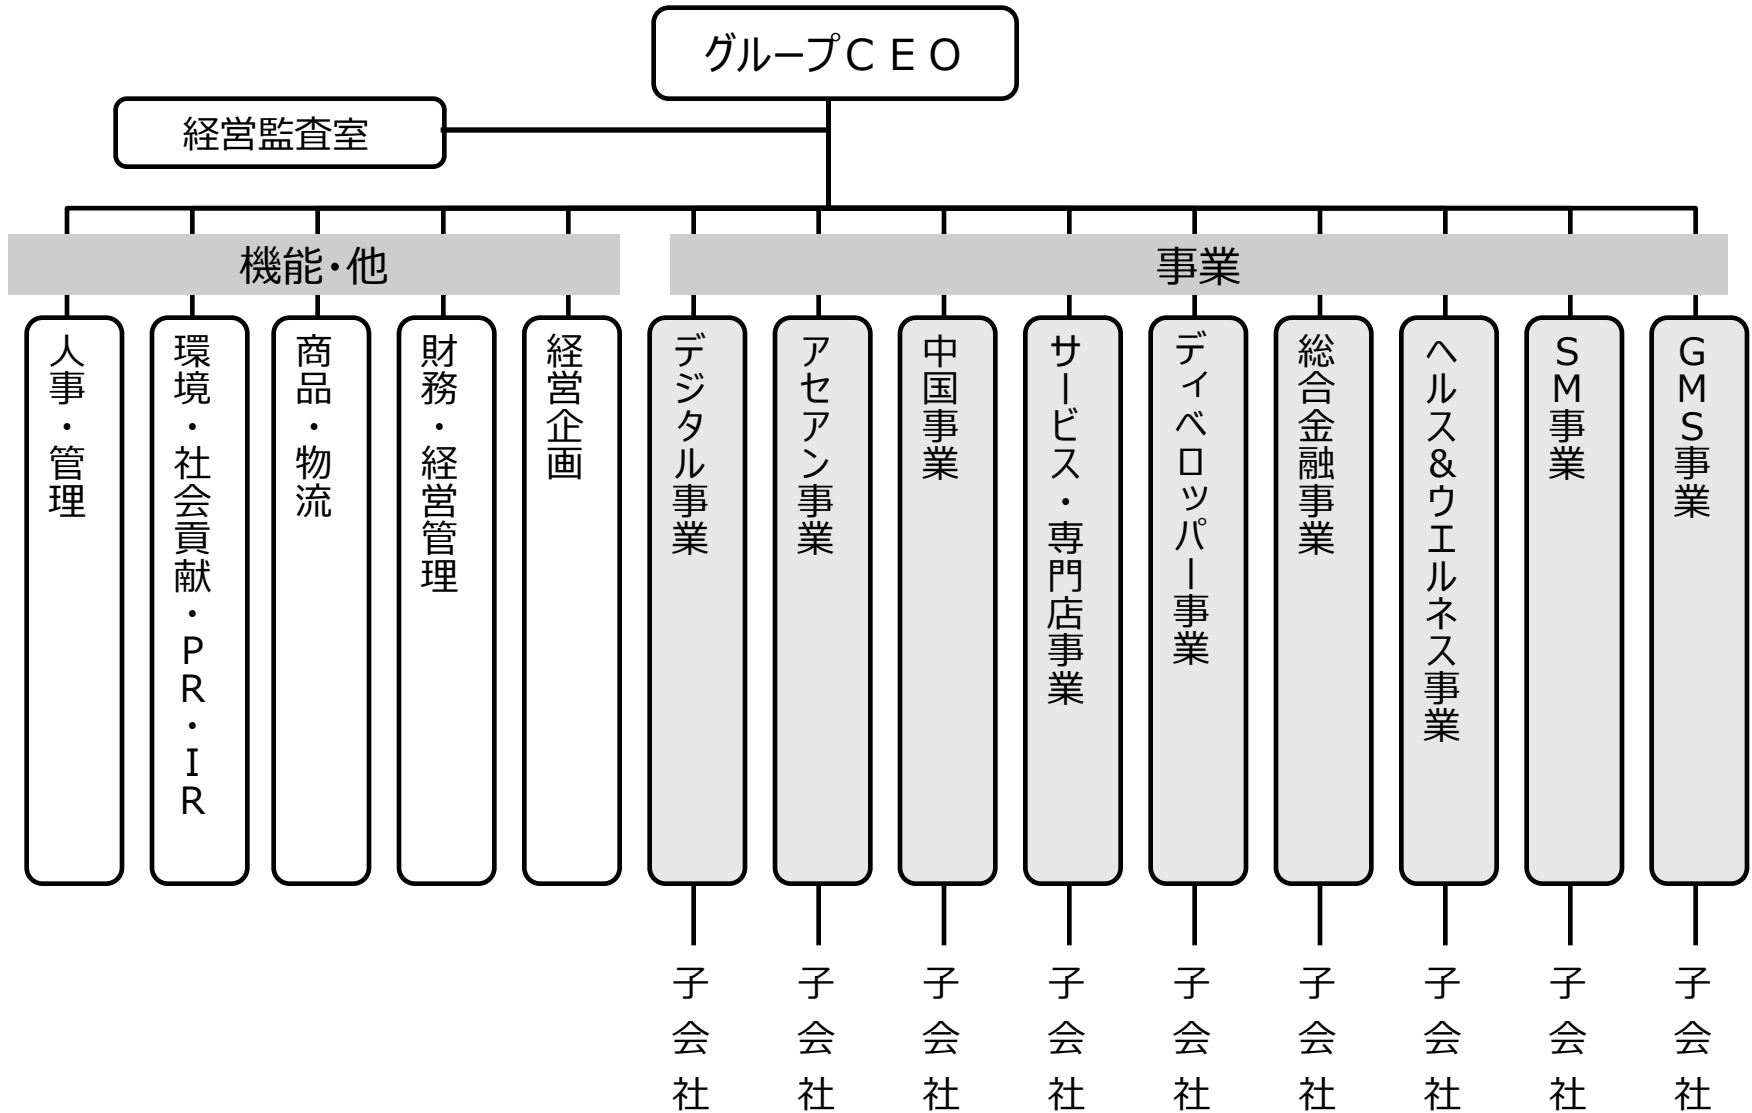 グループＣＥＯ
経営監査室
機能・他
事業
人事・管理
環境・社会貢献・ＰＲ・ＩＲ
商品・物流
財務・経営管理
経営企画
デジタル事業
アセアン事業
中国事業
サービス・専門店事業
ディベロッパー事業
総合金融事業
ヘルス＆ウエルネス事業
ＳＭ事業
ＧＭＳ事業
子会社
子会社
子会社
子会社
子会社
子会社
子会社
子会社
子会社